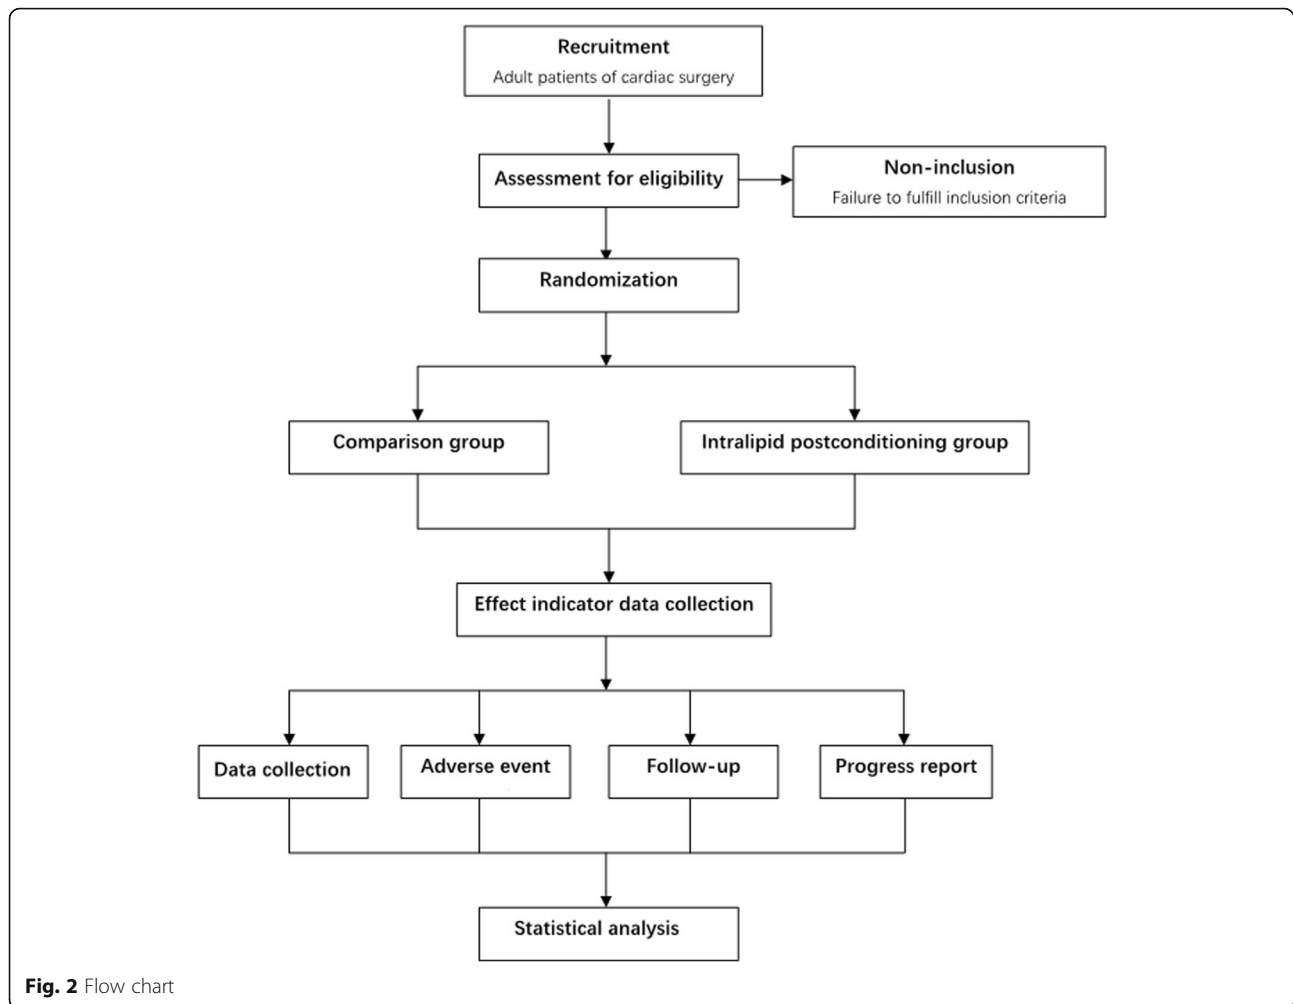 Recruitment
Adult patients of cardiac surgery
Assessment for eligibility
Non-inclusion
Failure to fulfill inclusion criteria
Randomization
Comparison group
Intralipid postconditioning group
Effect indicator data collection
Data collection
Adverse event
Follow-up
Progress report
Statistical analysis
Fig. 2 Flow chart